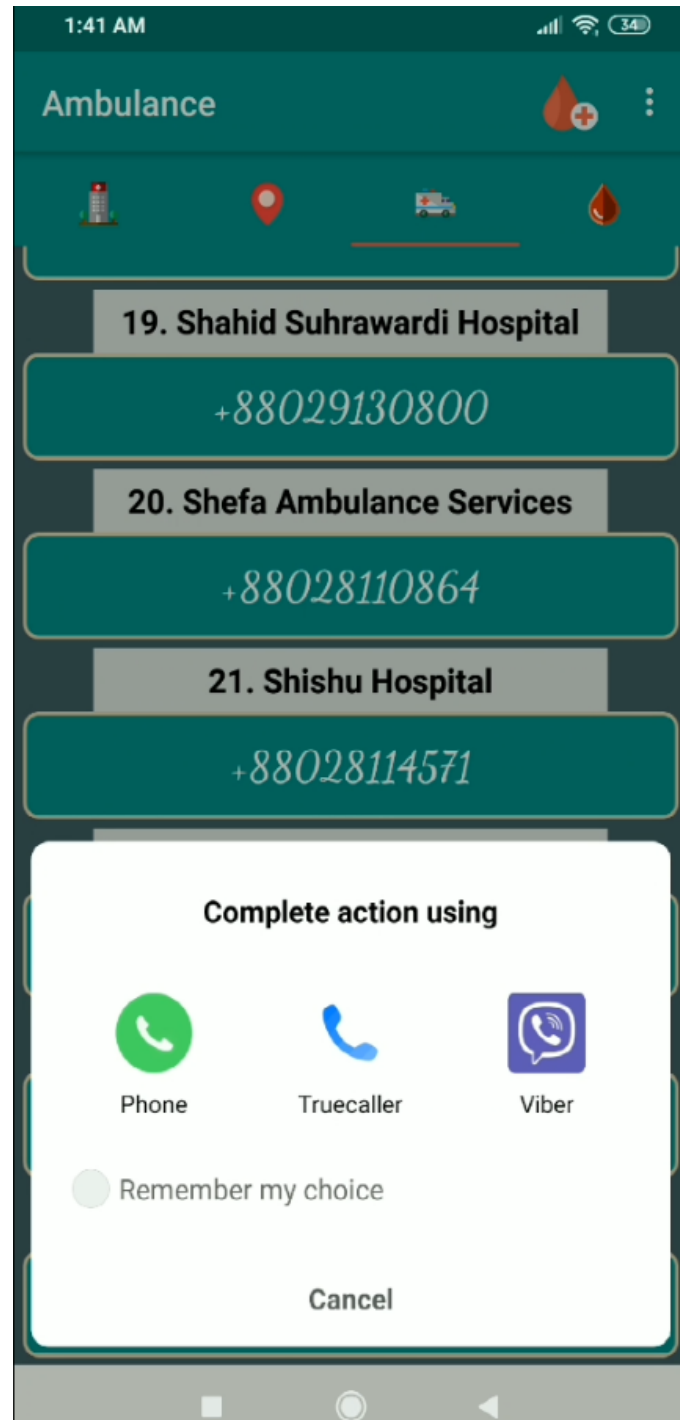 1:41 AM
34
Ambulance
19. Shahid Suhrawardi Hospital
+88029130800
20. Shefa Ambulance Services
+88028110864
21. Shishu Hospital
+88028114571
Complete action using
Phone
Truecaller
Viber
Remember my choice
Cancel